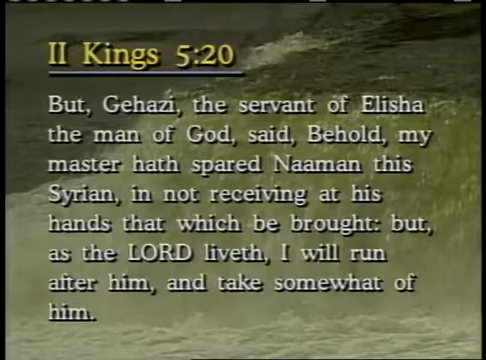 II Kings 5:20
But, Gehazi, the servant of Elisha
the man of God, said, Behold, my
master hath spared Naaman this
Syrian, in not receiving at his
hands that which he brought: but,
as the LORD liveth, I will run
after him, and take somewhat of
him.